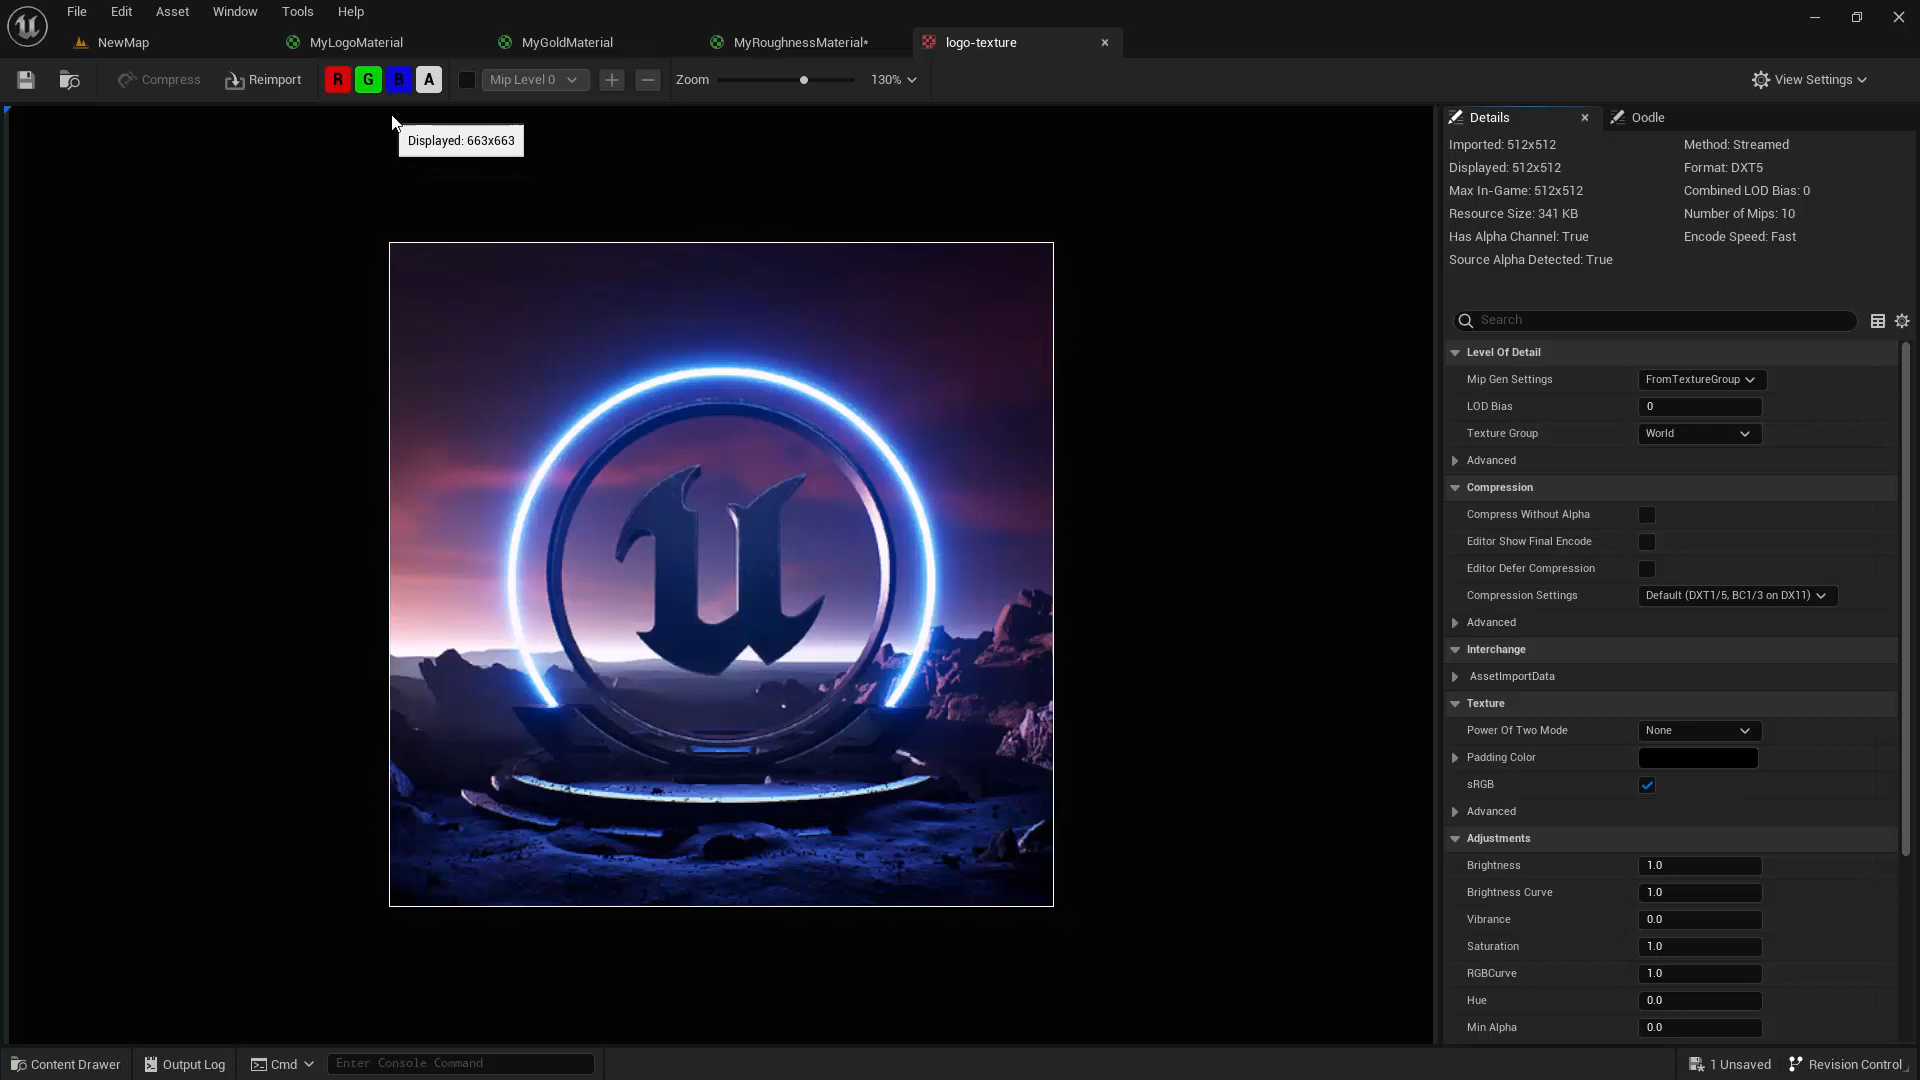 File Edit Asset Window Tools Help
NewMap MyLogoMaterial MyGoldMaterial MyRoughnessMaterial* logo-texture
Compress Reimport R G B A Mip Level 0 Zoom 130% View Settings
Displayed: 663x663
Details Oodle
Imported: 512x512 Method: Streamed
Displayed: 512x512 Format: DXT5
Max In-Game: 512x512 Combined LOD Bias: 0
Resource Size: 341 KB Number of Mips: 10
Has Alpha Channel: True Encode Speed: Fast
Source Alpha Detected: True
Search
Level Of Detail
Mip Gen Settings FromTextureGroup
LOD Bias 0
Texture Group World
Advanced
Compression
Compress Without Alpha
Editor Show Final Encode
Editor Defer Compression
Compression Settings Default (DXT1/5, BC1/3 on DX11)
Advanced
Interchange
AssetImportData
Texture
Power Of Two Mode None
Padding Color
sRGB
Advanced
Adjustments
Brightness 1.0
Brightness Curve 1.0
Vibrance 0.0
Saturation 1.0
RGBCurve 1.0
Hue 0.0
Min Alpha 0.0
Content Drawer Output Log Cmd Enter Console Command 1 Unsaved Revision Control